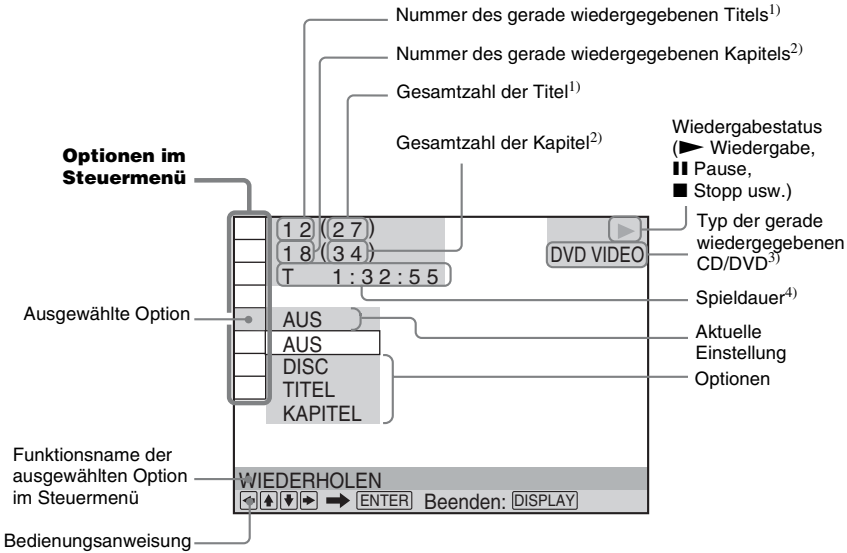 Nummer des gerade wiedergegebenen Titels1)
Nummer des gerade wiedergegebenen Kapitels2)
Gesamtzahl der Titel1)
Gesamtzahl der Kapitel2)
Wiedergabestatus
(► Wiedergabe,
❚❚ Pause,
■ Stopp usw.)
Optionen im
Steuermenü
Typ der gerade
wiedergegebenen
CD/DVD3)
Spieldauer4)
Aktuelle
Einstellung
Optionen
Ausgewählte Option
12(27)
18(34)
T 1:32:55
►
DVD VIDEO
AUS
AUS
DISC
TITEL
KAPITEL
WIEDERHOLEN
←↑↓→ ➡ ENTER Beenden: DISPLAY
Funktionsname der
ausgewählten Option
im Steuermenü
Bedienungsanweisung